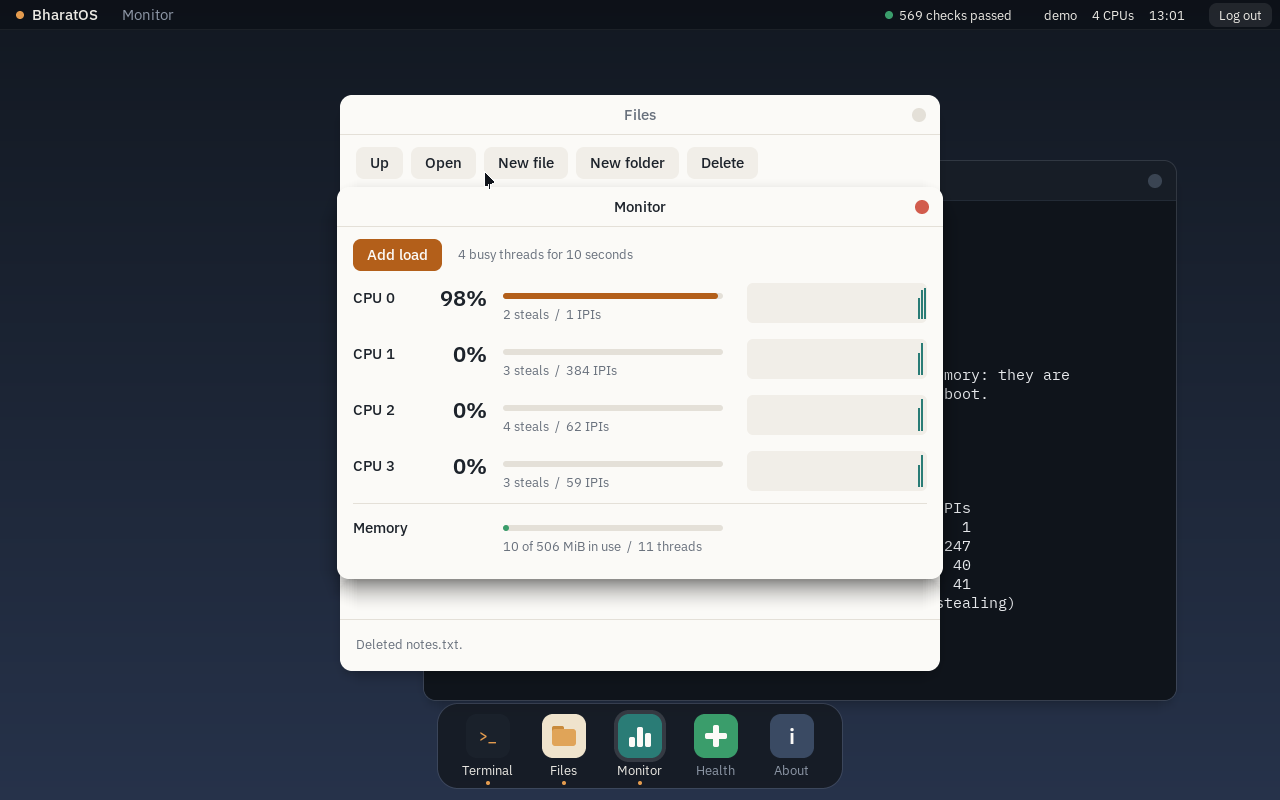 BharatOS Monitor 569 checks passed demo 4 CPUs 13:01 Log out
Files
Up Open New file New folder Delete
Monitor
Add load 4 busy threads for 10 seconds
CPU 0 98%
2 steals / 1 IPIs
CPU 1 0%
3 steals / 384 IPIs
CPU 2 0%
4 steals / 62 IPIs
CPU 3 0%
3 steals / 59 IPIs
Memory
10 of 506 MiB in use / 11 threads
mory: they are
boot.
PIs
1
247
40
41
stealing)
Deleted notes.txt.
>_ i
Terminal Files Monitor Health About